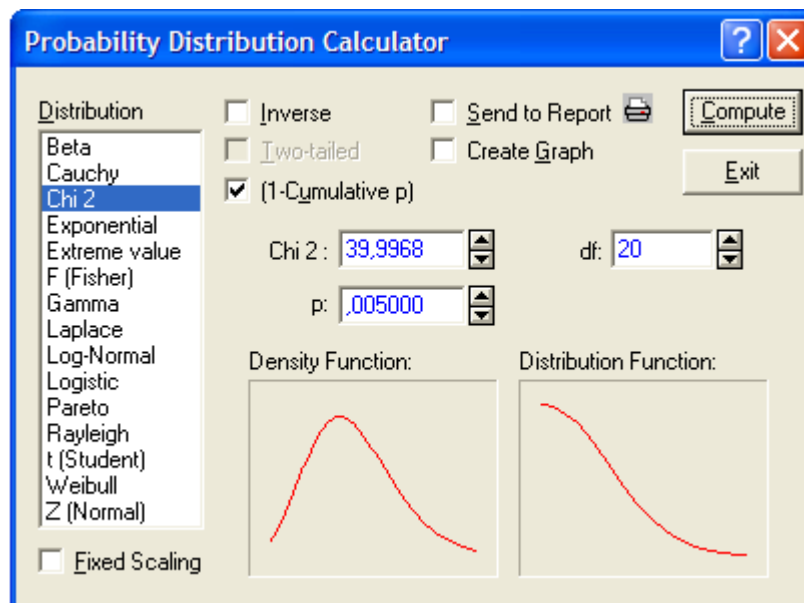 Probability Distribution Calculator
Distribution
Beta
Cauchy
Chi 2
Exponential
Extreme value
F (Fisher)
Gamma
Laplace
Log-Normal
Logistic
Pareto
Rayleigh
t (Student)
Weibull
Z (Normal)
Fixed Scaling
Inverse
Two-tailed
(1-Cumulative p)
Send to Report
Create Graph
Compute
Exit
Chi 2 : 39,9968
df: 20
p: ,005000
Density Function:
Distribution Function: